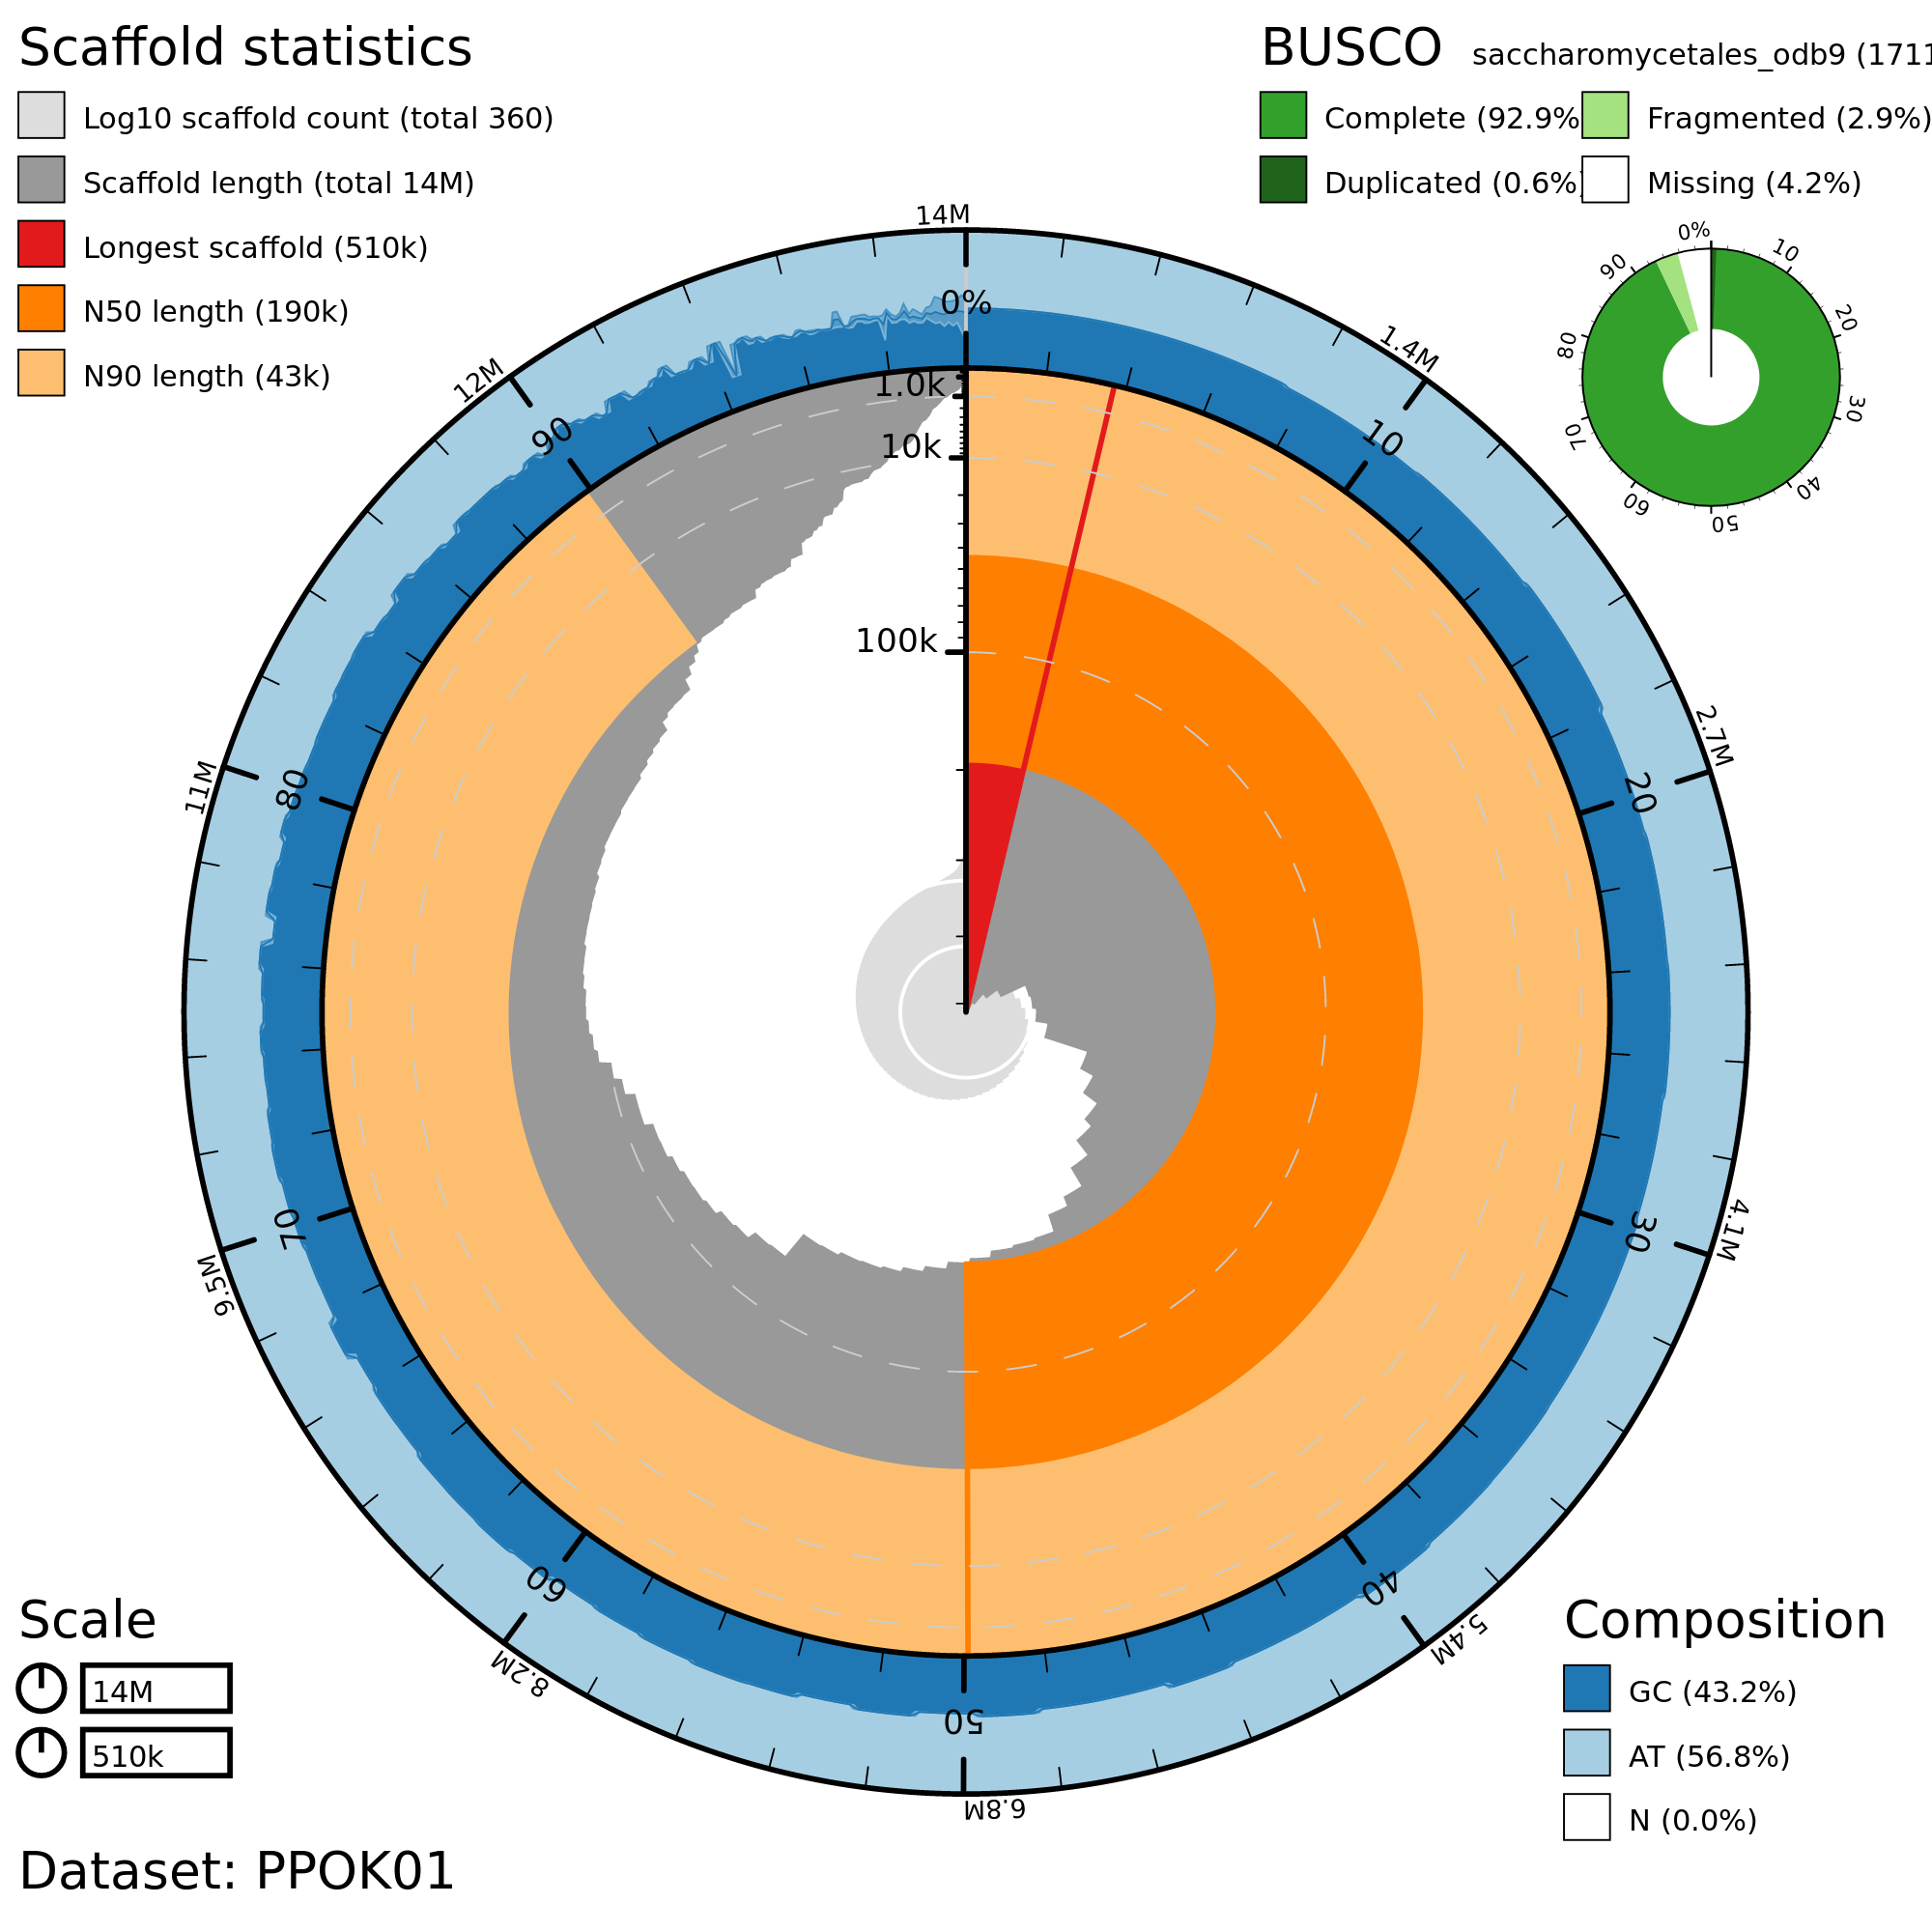 Scaffold statistics
Log10 scaffold count (total 360)
Scaffold length (total 14M)
Longest scaffold (510k)
N50 length (190k)
N90 length (43k)
BUSCO saccharomycetales_odb9 (1711
Complete (92.9%
Fragmented (2.9%)
Duplicated (0.6%)
Missing (4.2%)
0%
10
20
30
40
50
60
70
80
90
14M
1.4M
2.7M
4.1M
5.4M
6.8M
8.2M
9.5M
11M
12M
0%
10
20
30
40
50
60
70
80
90
1.0k
10k
100k
Scale
14M
510k
Composition
GC (43.2%)
AT (56.8%)
N (0.0%)
Dataset: PPOK01